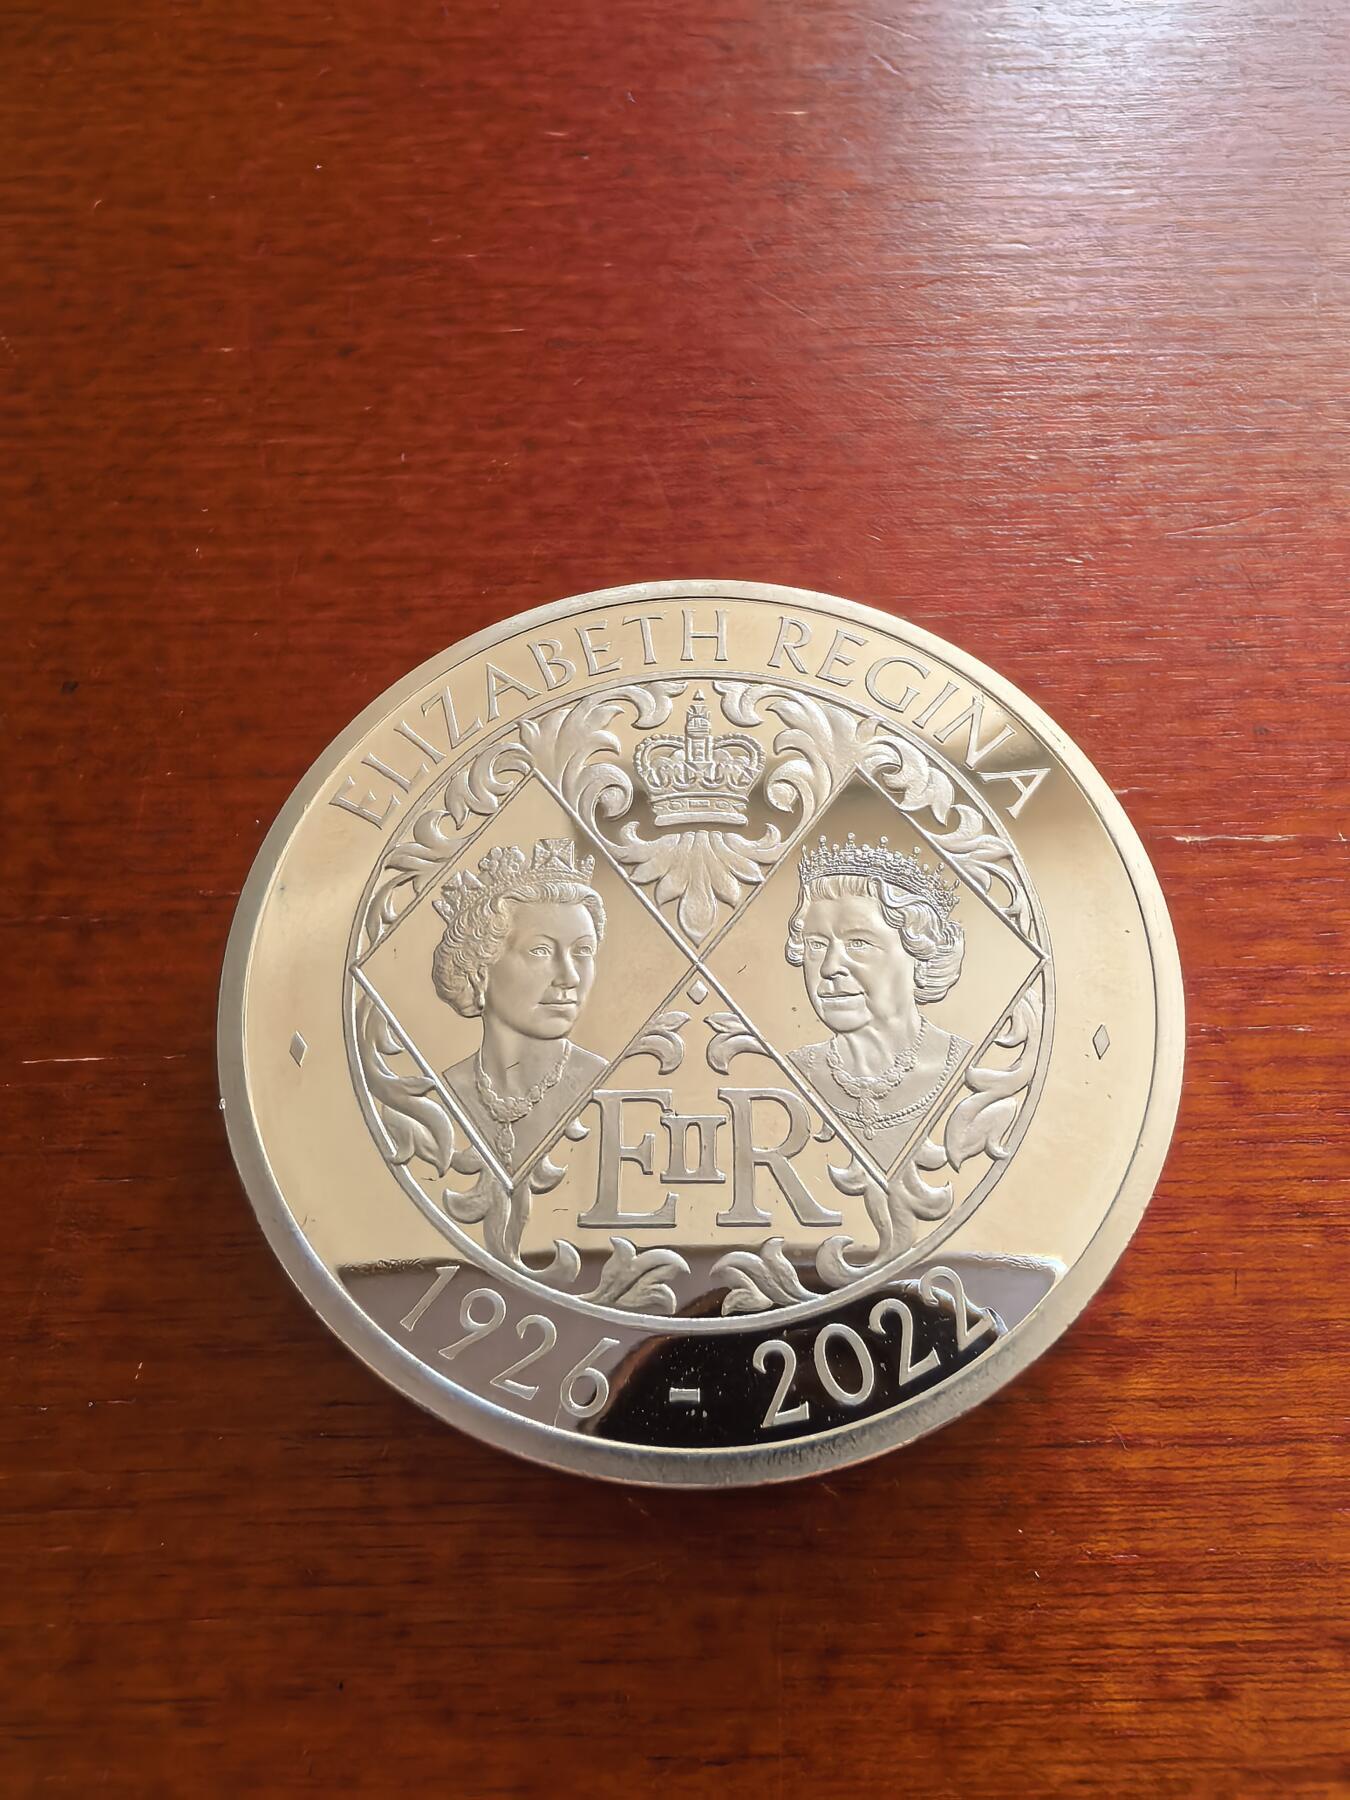 ELIZABETH REGINA
EIIR
1926 - 2022